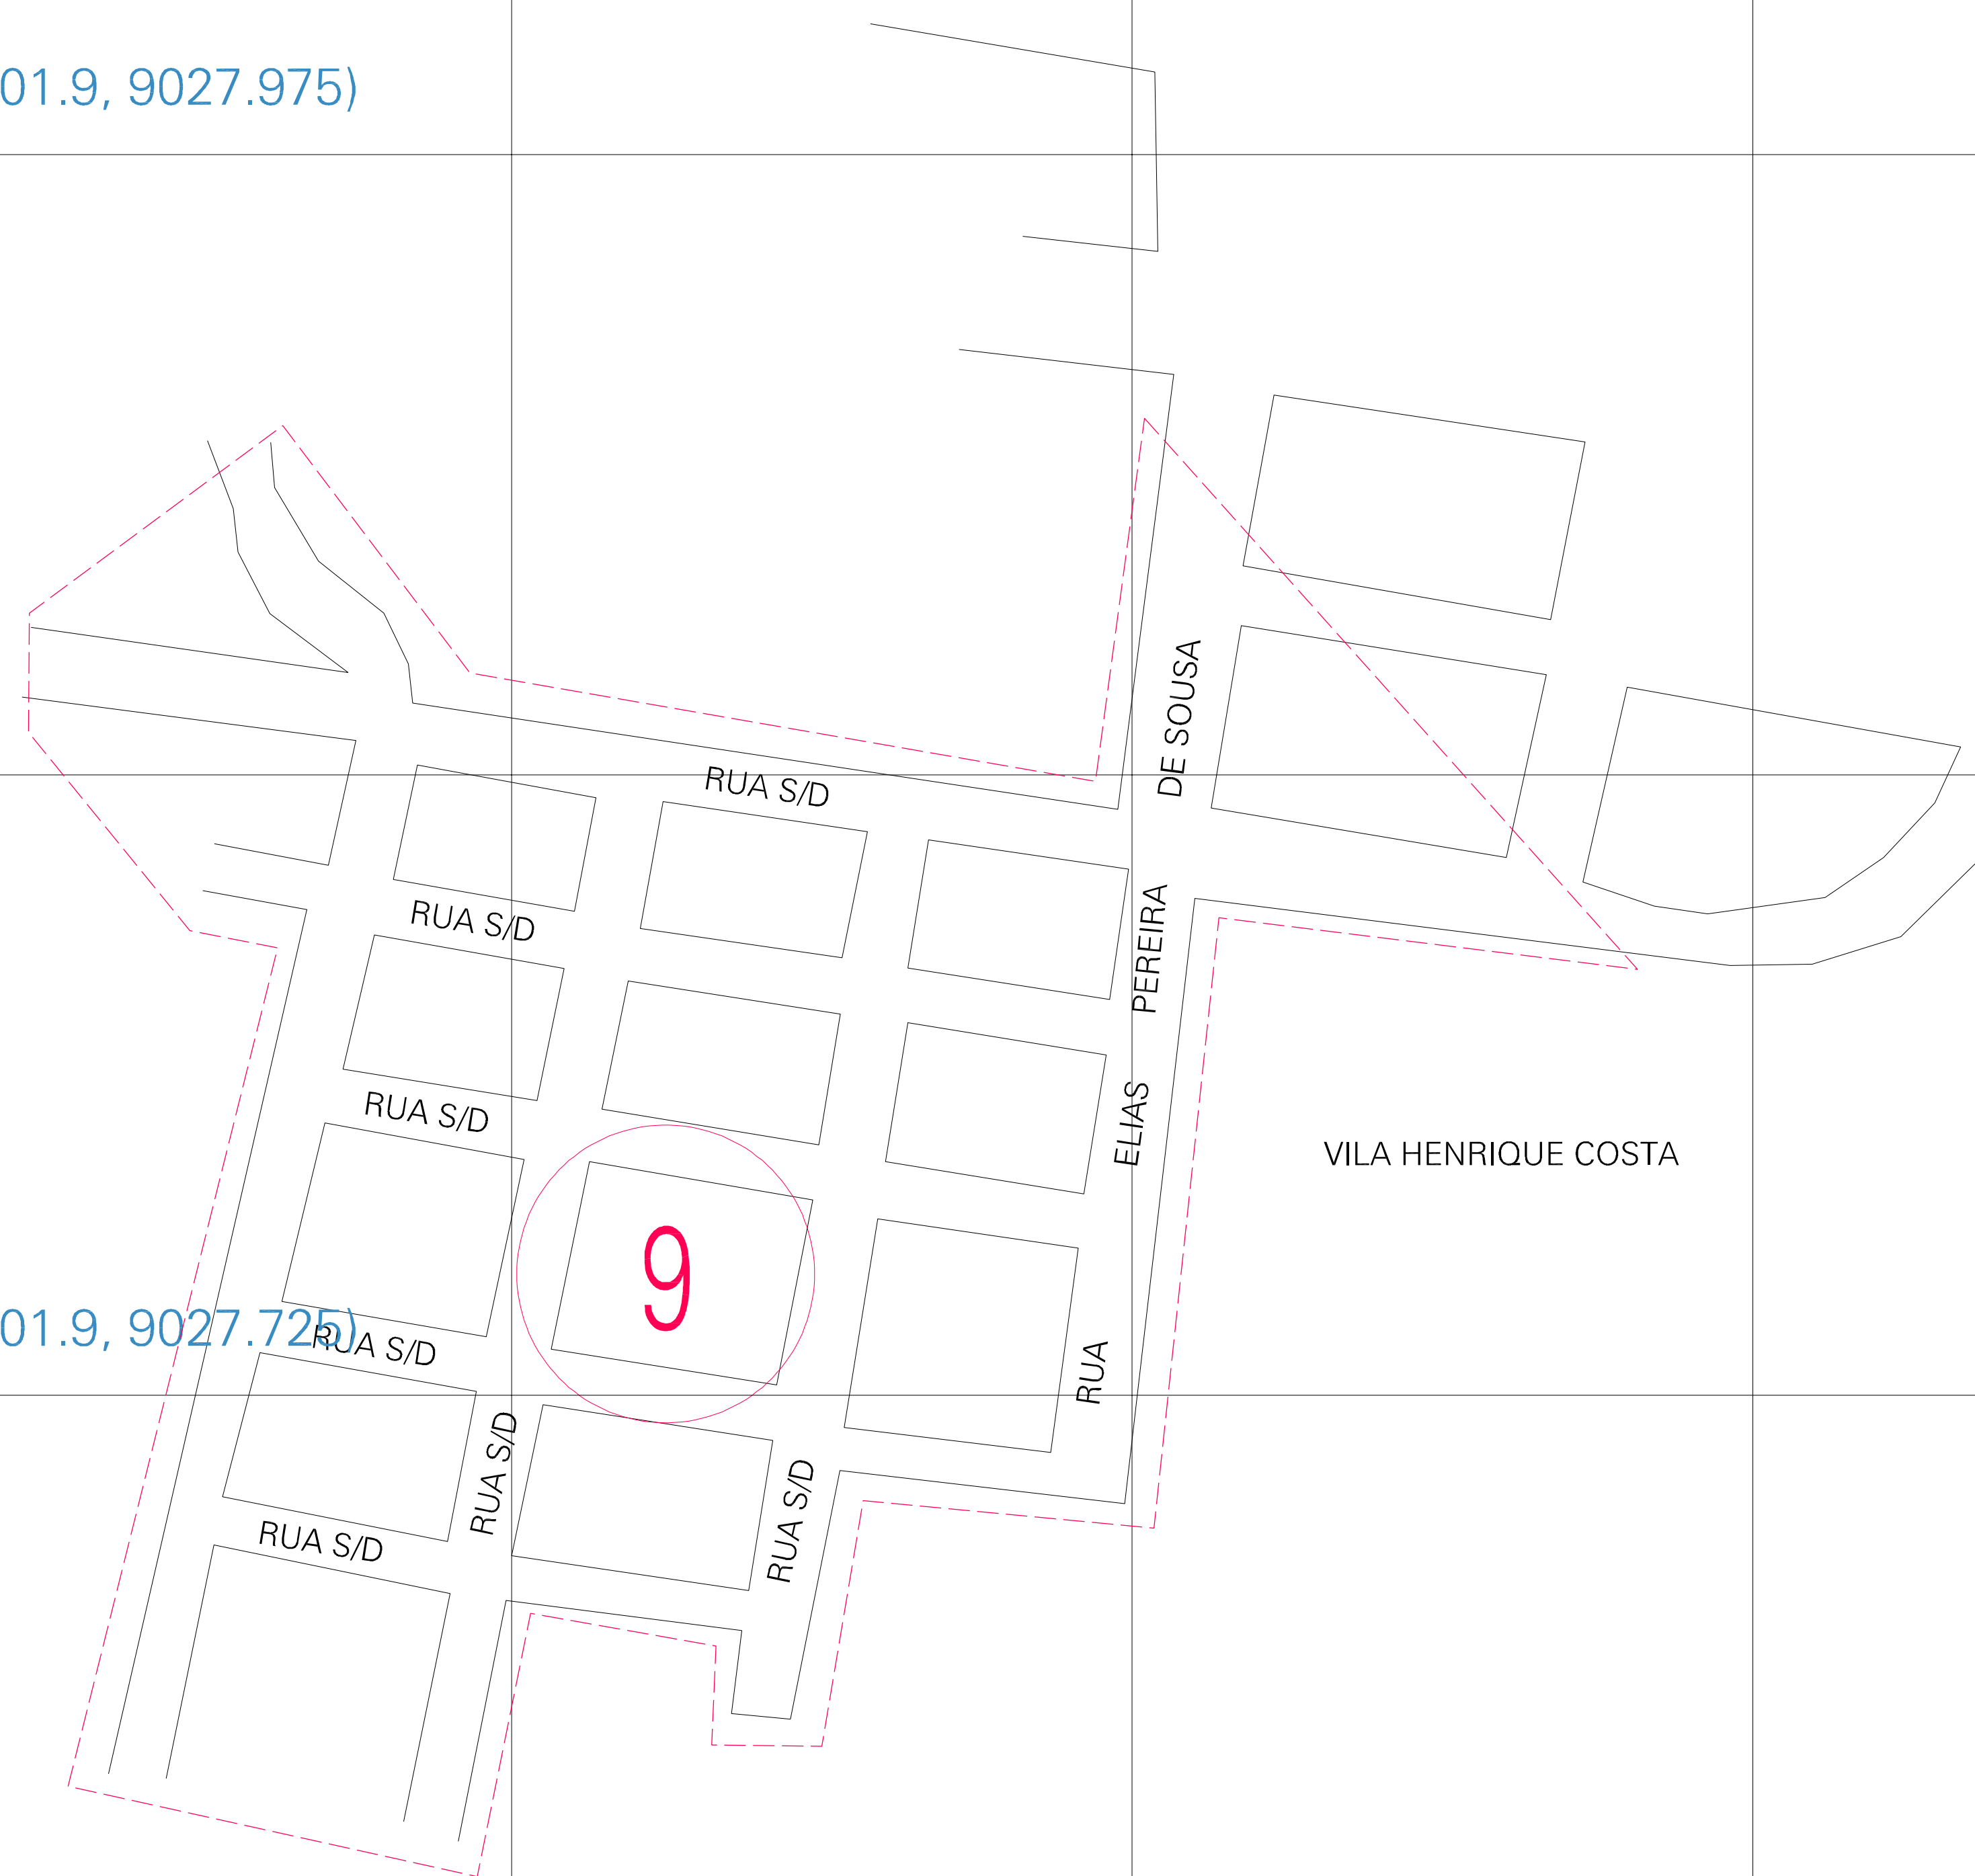 01.9, 9027.975)
DE SOUSA
RUA S/D
PEREIRA
RUA S/D
ELIAS
RUA S/D
VILA HENRIQUE COSTA
9
01.9, 9027.725)
RUA S/D
RUA
RUA S/D
RUA S/D
RUA S/D